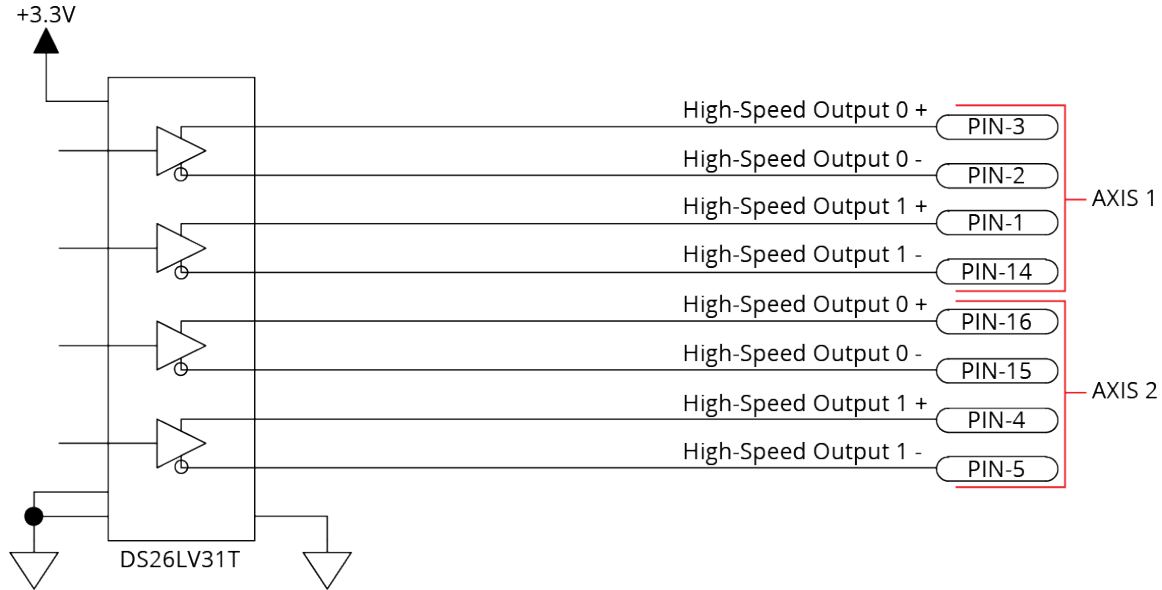 +3.3V
High-Speed Output 0 +
PIN-3
High-Speed Output 0 -
PIN-2
High-Speed Output 1 +
PIN-1
AXIS 1
High-Speed Output 1 -
PIN-14
High-Speed Output 0 +
PIN-16
High-Speed Output 0 -
PIN-15
AXIS 2
High-Speed Output 1 +
PIN-4
High-Speed Output 1 -
PIN-5
DS26LV31T